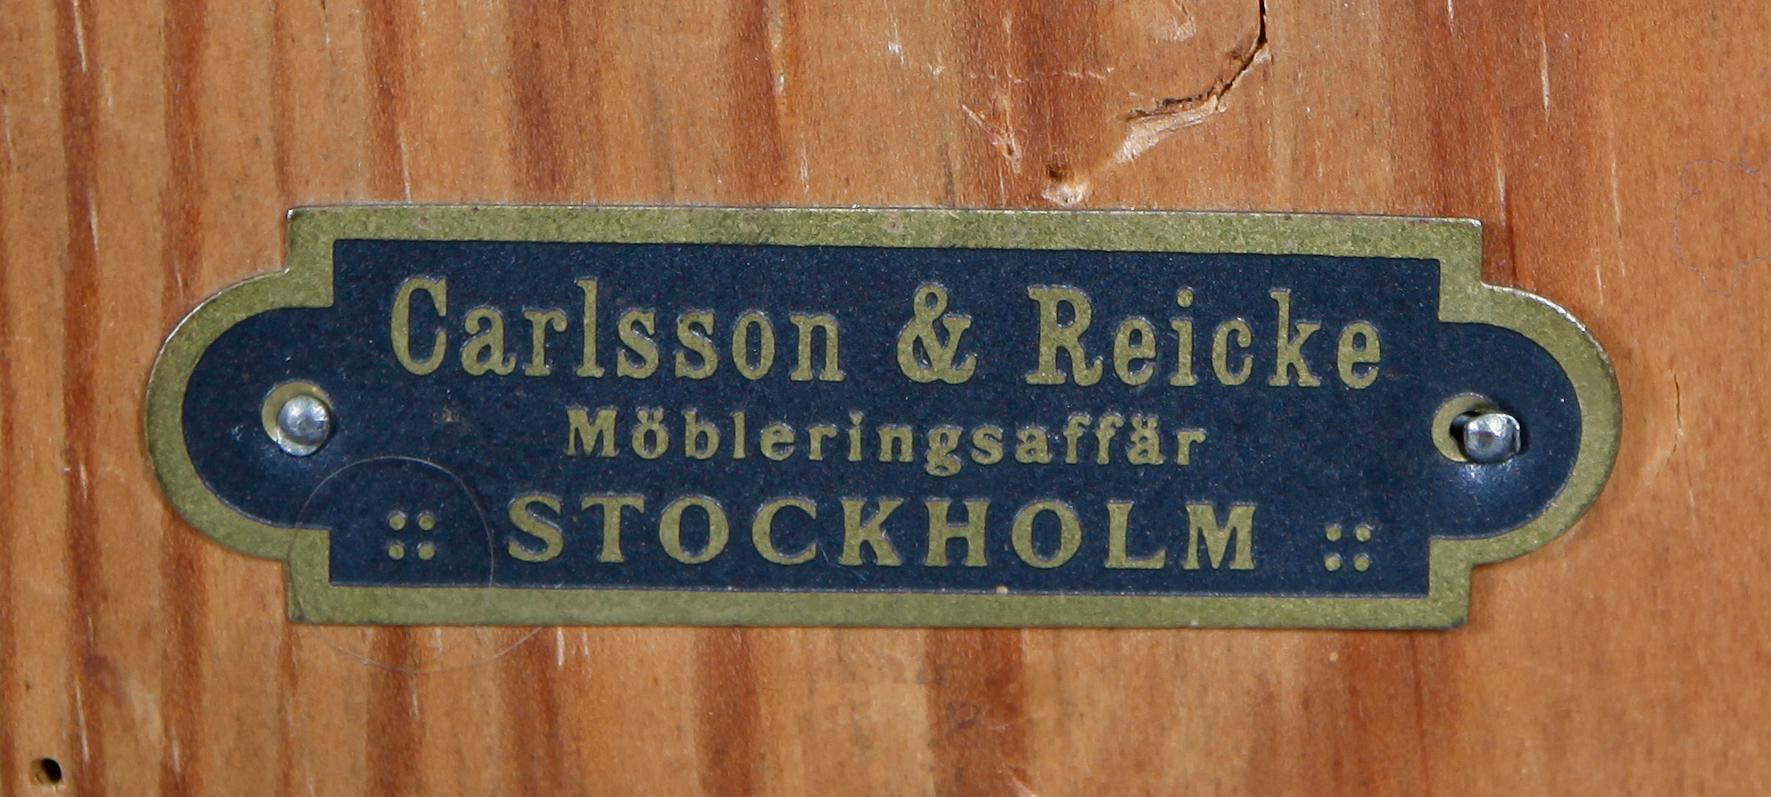 Carlsson & Reicke
Möbleringsaffär
:: STOCKHOLM ::